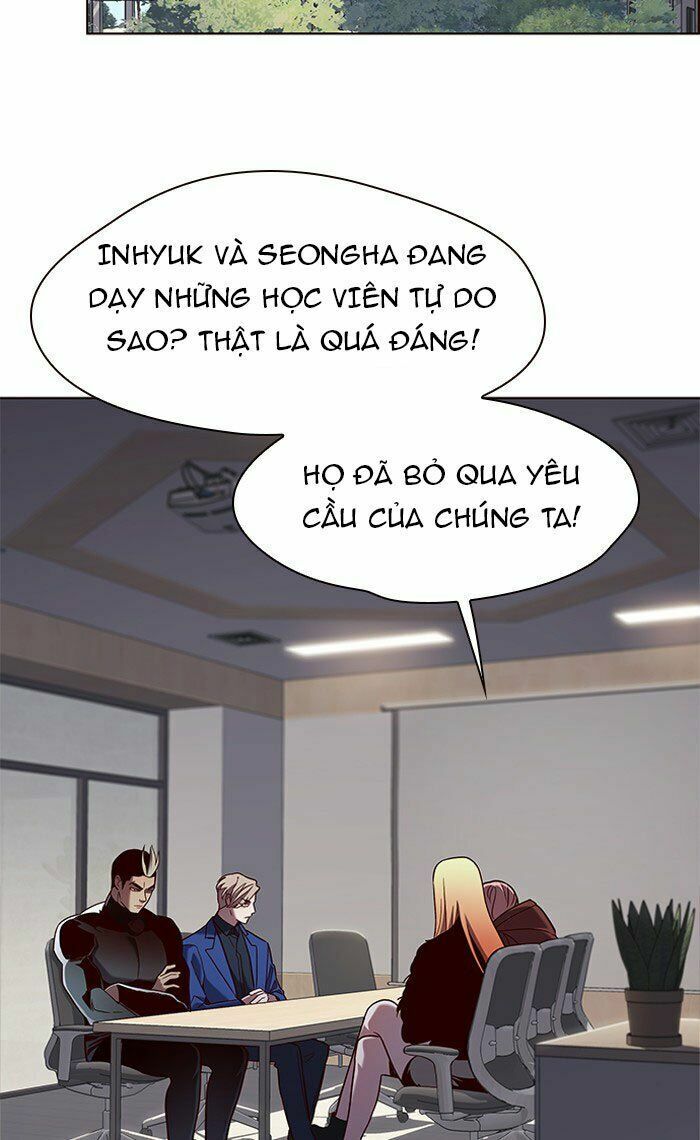 INHYUK VÀ SEONGHA ĐANG
DẠY NHỮNG HỌC VIÊN TỰ DO
SAO? THẬT LÀ QUÁ ĐÁNG!
HỌ ĐÃ BỎ QUA YÊU
CẦU CỦA CHÚNG TA!